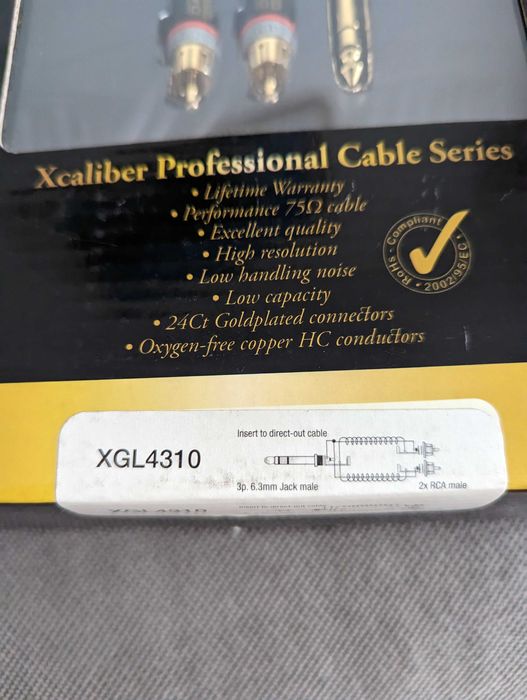 Xcaliber Professional Cable Series
• Lifetime Warranty
• Performance 75Ω cable
• Excellent quality
• High resolution
• Low handling noise
• Low capacity
• 24Ct Goldplated connectors
• Oxygen-free copper HC conductors
RoHs - Compliant
• 2002/95/EC •
Insert to direct-out cable
XGL4310
3p. 6.3mm Jack male
2x RCA male
XGL4310